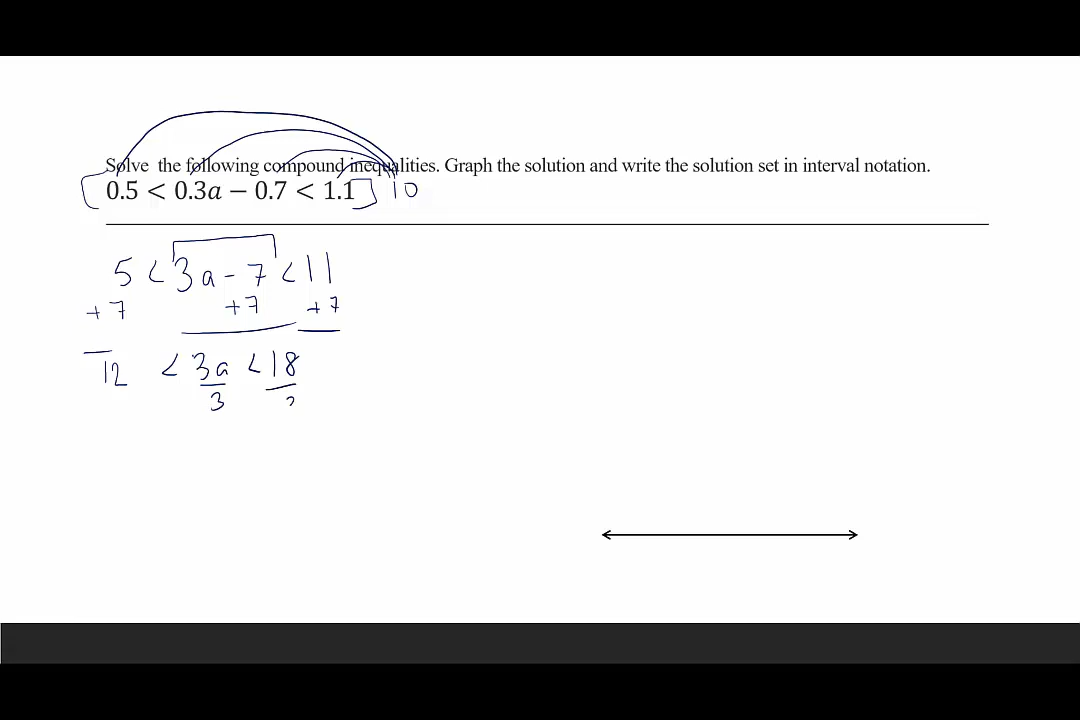 Solve the following compound inequalities. Graph the solution and write the solution set in interval notation.
[0.5 < 0.3a − 0.7 < 1.1] 10
5 < 3a - 7 < 11
+7 +7 +7
12 < 3a < 18
3